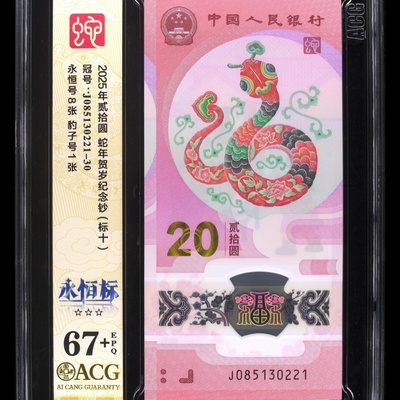 2025年贰拾圆 蛇年贺岁纪念钞（标十）
冠号：J085130221-30
永恒号8张 豹子号1张
永恒标
☆☆☆
67+ EPQ
ACG
AI CANG GUARANTY
中国人民银行
20
贰拾圆
J085130221
ACG